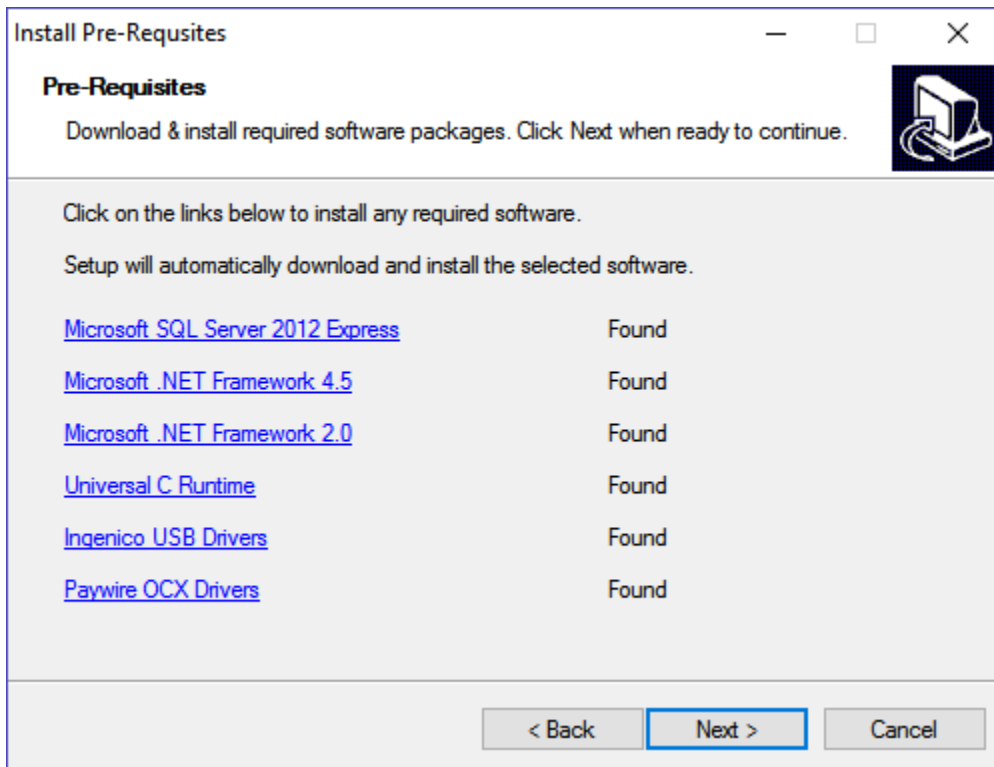 Install Pre-Requsites
Pre-Requisites
Download & install required software packages. Click Next when ready to continue.
Click on the links below to install any required software.
Setup will automatically download and install the selected software.
Microsoft SQL Server 2012 Express Found
Microsoft .NET Framework 4.5 Found
Microsoft .NET Framework 2.0 Found
Universal C Runtime Found
Ingenico USB Drivers Found
Paywire OCX Drivers Found
< Back Next > Cancel